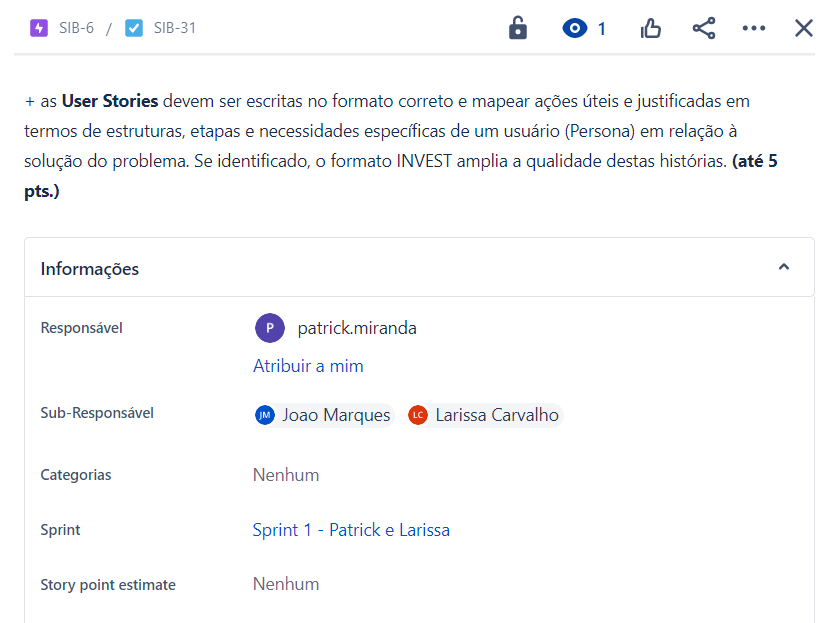 SIB-6 / SIB-31 1
+ as User Stories devem ser escritas no formato correto e mapear ações úteis e justificadas em
termos de estruturas, etapas e necessidades específicas de um usuário (Persona) em relação à
solução do problema. Se identificado, o formato INVEST amplia a qualidade destas histórias. (até 5
pts.)
Informações
Responsável P patrick.miranda
Atribuir a mim
Sub-Responsável JM Joao Marques LC Larissa Carvalho
Categorias Nenhum
Sprint Sprint 1 - Patrick e Larissa
Story point estimate Nenhum